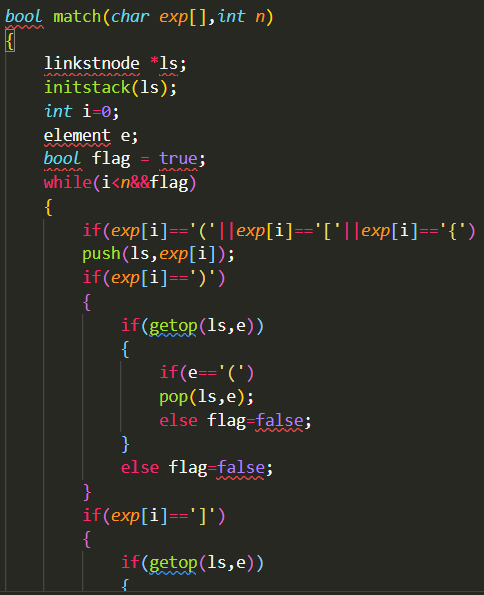 bool match(char exp[],int n)
{
    linkstnode *ls;
    initstack(ls);
    int i=0;
    element e;
    bool flag = true;
    while(i<n&&flag)
    {
        if(exp[i]=='('||exp[i]=='['||exp[i]=='{')
        push(ls,exp[i]);
        if(exp[i]==')')
        {
            if(getop(ls,e))
            {
                if(e=='(')
                pop(ls,e);
                else flag=false;
            }
            else flag=false;
        }
        if(exp[i]==']')
        {
            if(getop(ls,e))
            {